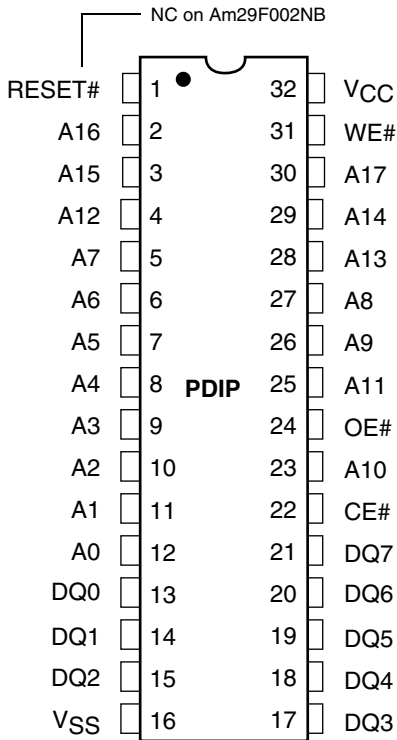 NC on Am29F002NB
RESET# 1 32 VCC
A16 2 31 WE#
A15 3 30 A17
A12 4 29 A14
A7 5 28 A13
A6 6 27 A8
A5 7 26 A9
A4 8 PDIP 25 A11
A3 9 24 OE#
A2 10 23 A10
A1 11 22 CE#
A0 12 21 DQ7
DQ0 13 20 DQ6
DQ1 14 19 DQ5
DQ2 15 18 DQ4
VSS 16 17 DQ3